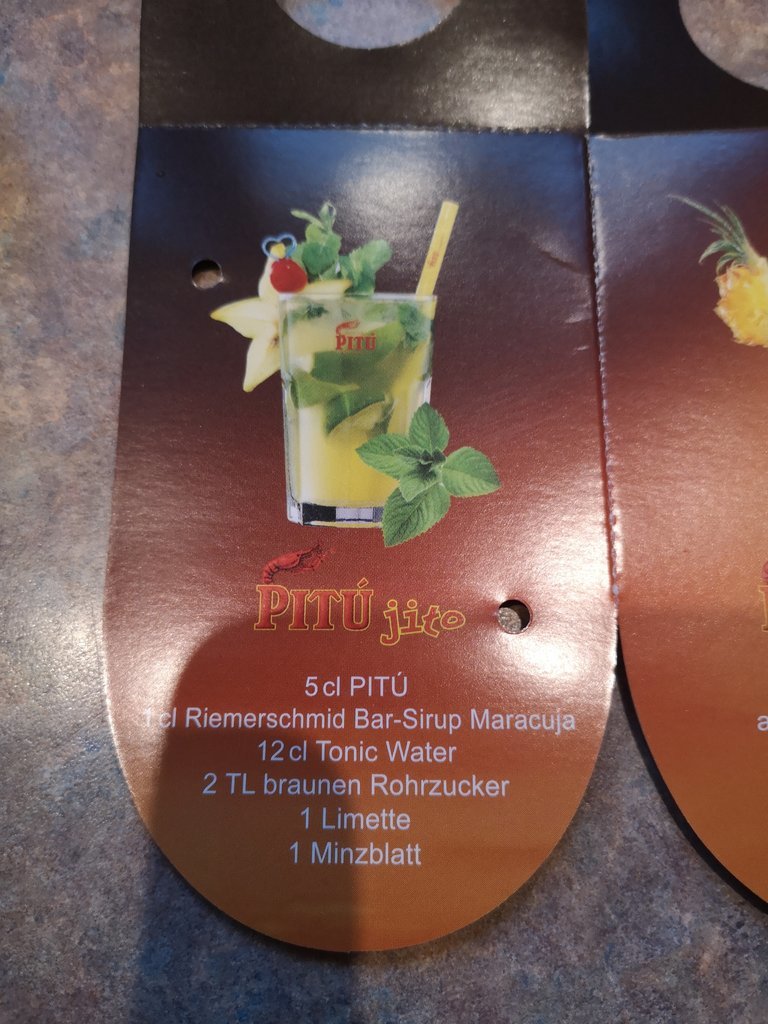 PITÚ
PITÚ jito
5 cl PITÚ
1 cl Riemerschmid Bar-Sirup Maracuja
12 cl Tonic Water
2 TL braunen Rohrzucker
1 Limette
1 Minzblatt